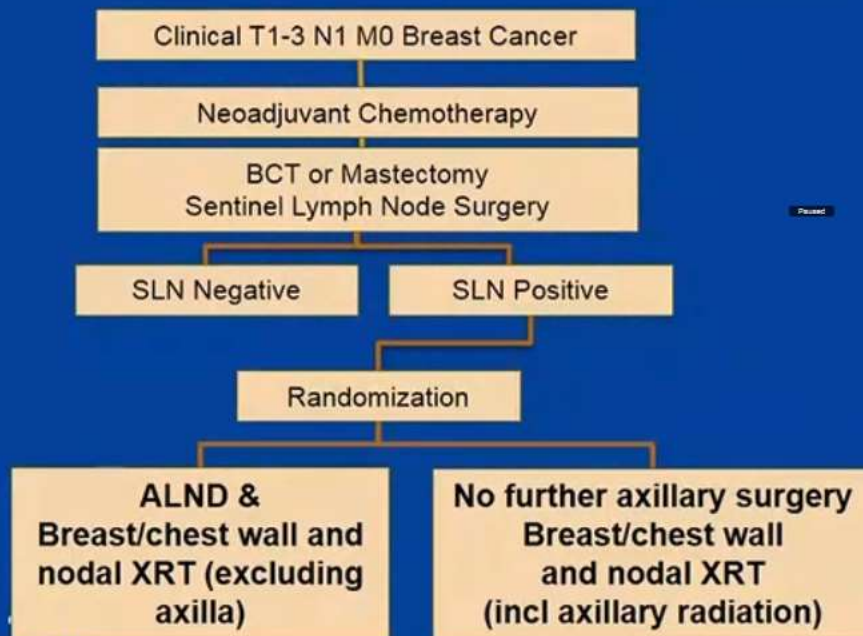 Clinical T1-3 N1 M0 Breast Cancer
Neoadjuvant Chemotherapy
BCT or Mastectomy
Sentinel Lymph Node Surgery
Paused
SLN Negative
SLN Positive
Randomization
ALND &
Breast/chest wall and
nodal XRT (excluding
axilla)
No further axillary surgery
Breast/chest wall
and nodal XRT
(incl axillary radiation)